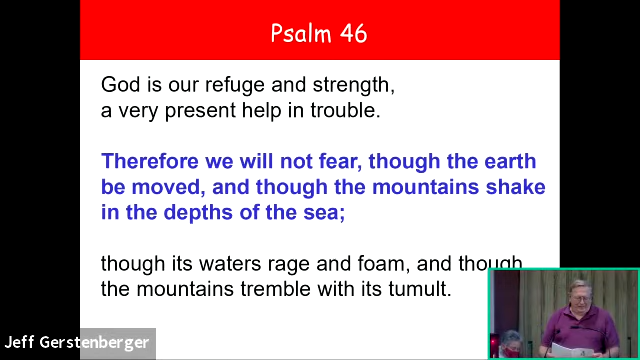 Psalm 46
God is our refuge and strength,
a very present help in trouble.
Therefore we will not fear, though the earth
be moved, and though the mountains shake
in the depths of the sea;
though its waters rage and foam, and though
the mountains tremble with its tumult.
Jeff Gerstenberger